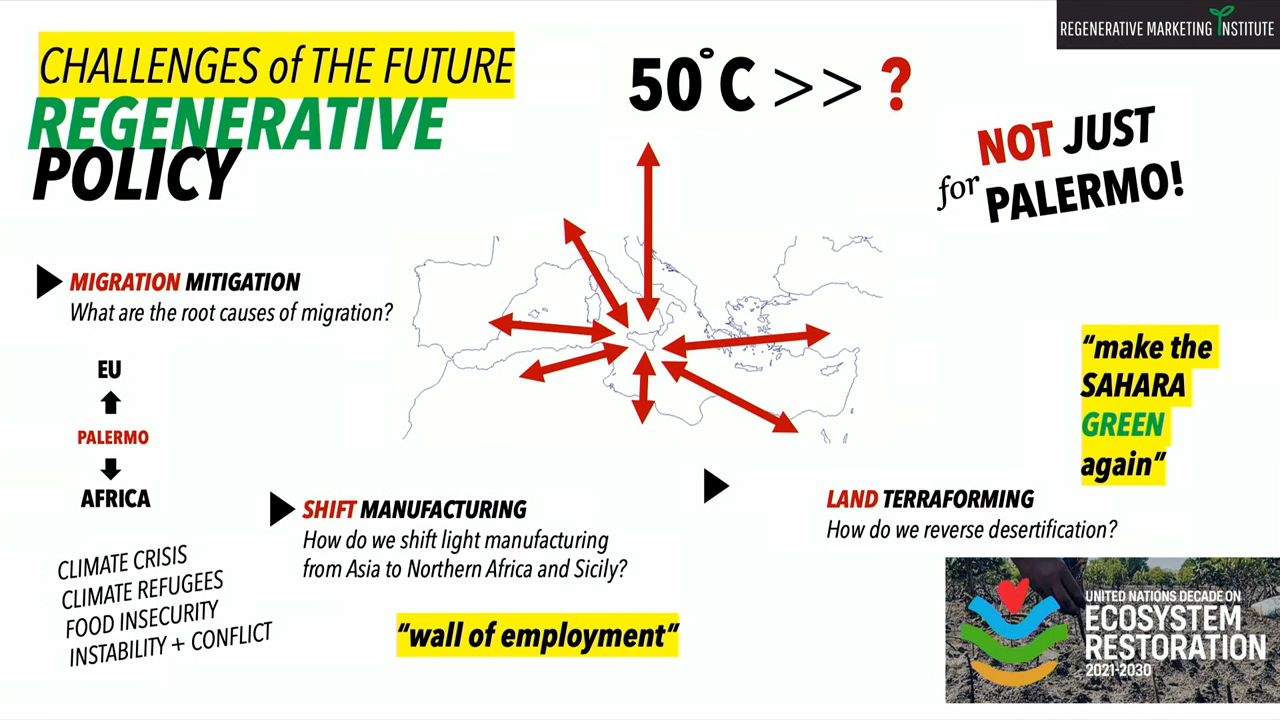 REGENERATIVE MARKETING INSTITUTE
CHALLENGES of THE FUTURE
REGENERATIVE
POLICY
50°C >> ?
NOT JUST
for PALERMO!
MIGRATION MITIGATION
What are the root causes of migration?
EU
PALERMO
AFRICA
CLIMATE CRISIS
CLIMATE REFUGEES
FOOD INSECURITY
INSTABILITY + CONFLICT
SHIFT MANUFACTURING
How do we shift light manufacturing
from Asia to Northern Africa and Sicily?
“wall of employment”
LAND TERRAFORMING
How do we reverse desertification?
“make the
SAHARA
GREEN
again”
UNITED NATIONS DECADE ON
ECOSYSTEM
RESTORATION
2021-2030